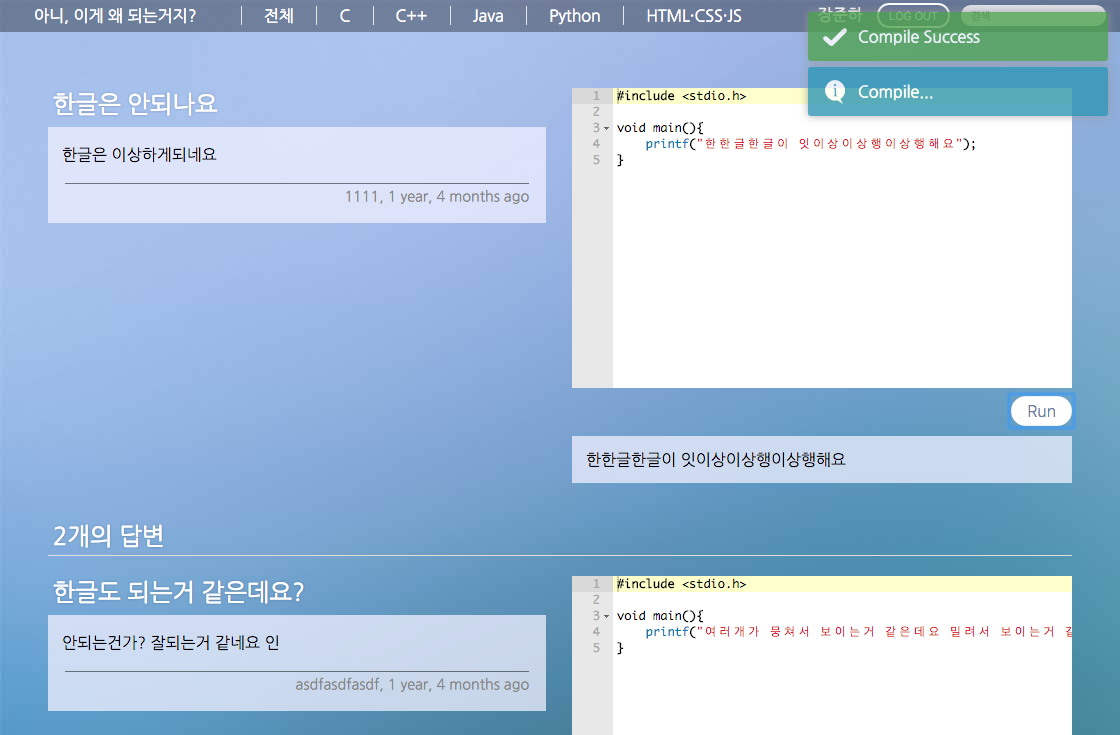 아니, 이게 왜 되는거지? 전체 C C++ Java Python HTML·CSS·JS 강준하 LOG OUT 검색
Compile Success
Compile...
한글은 안되나요
한글은 이상하게되네요
1111, 1 year, 4 months ago
1 #include <stdio.h>
2
3 void main(){
4 printf("한한글한글이 잇이상이상행이상행해요");
5 }
Run
한한글한글이 잇이상이상행이상행해요
2개의 답변
한글도 되는거 같은데요?
안되는건가? 잘되는거 같네요 인
asdfasdfasdf, 1 year, 4 months ago
1 #include <stdio.h>
2
3 void main(){
4 printf("여러개가 뭉쳐서 보이는거 같은데요 밀려서 보이는거
5 }